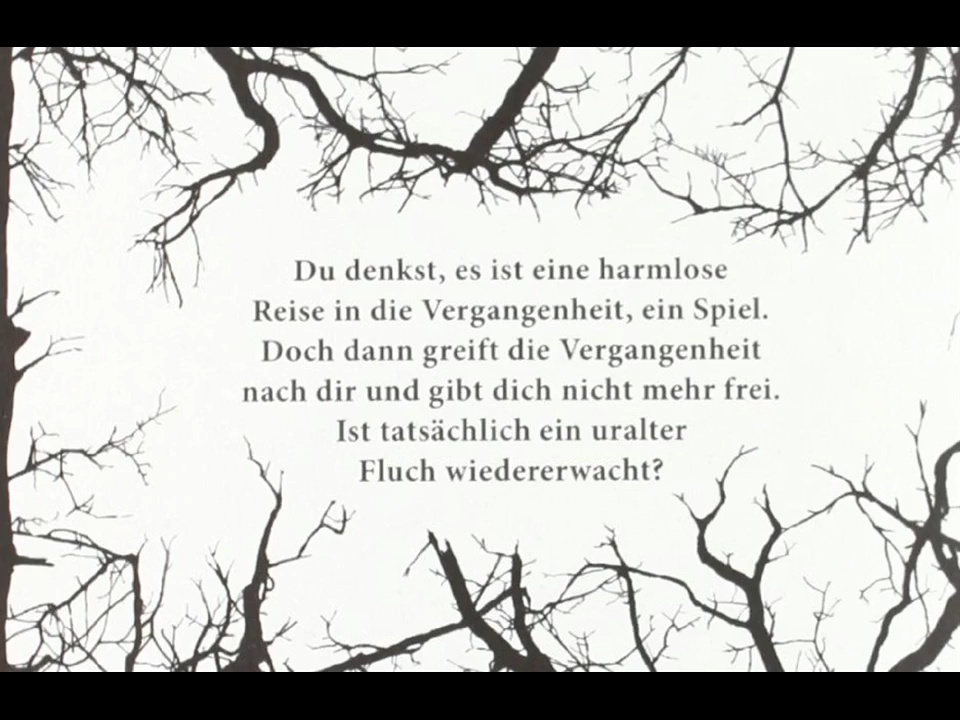 Du denkst, es ist eine harmlose
Reise in die Vergangenheit, ein Spiel.
Doch dann greift die Vergangenheit
nach dir und gibt dich nicht mehr frei.
Ist tatsächlich ein uralter
Fluch wiedererwacht?